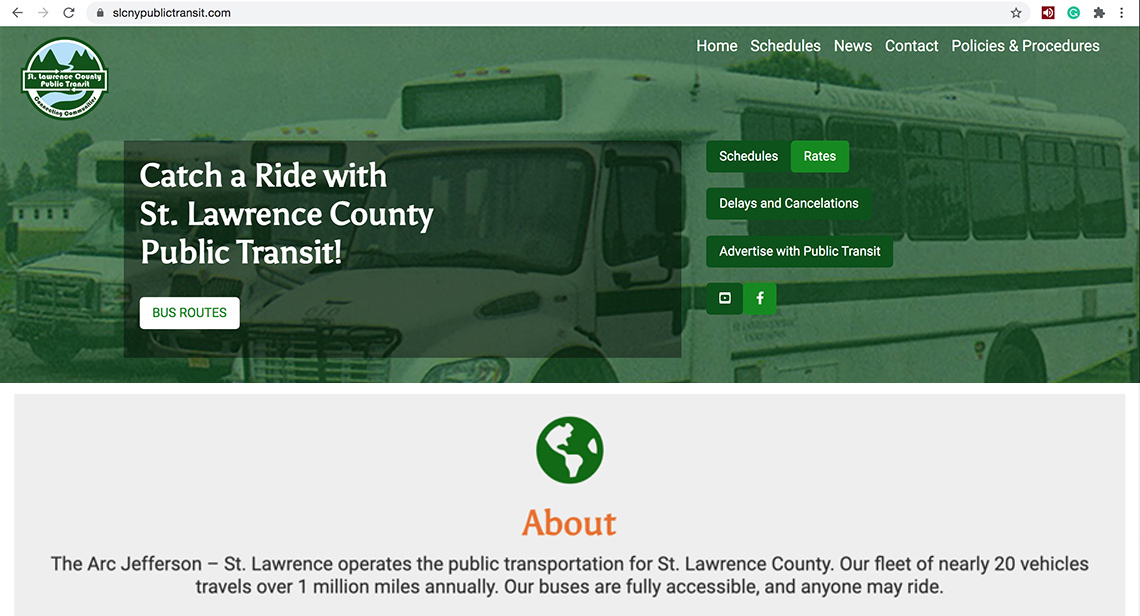 slcnypublictransit.com
St. Lawrence County
Public Transit
Connecting Communities
Home Schedules News Contact Policies & Procedures
Catch a Ride with
St. Lawrence County
Public Transit!
BUS ROUTES
Schedules Rates
Delays and Cancelations
Advertise with Public Transit
About
The Arc Jefferson – St. Lawrence operates the public transportation for St. Lawrence County. Our fleet of nearly 20 vehicles
travels over 1 million miles annually. Our buses are fully accessible, and anyone may ride.